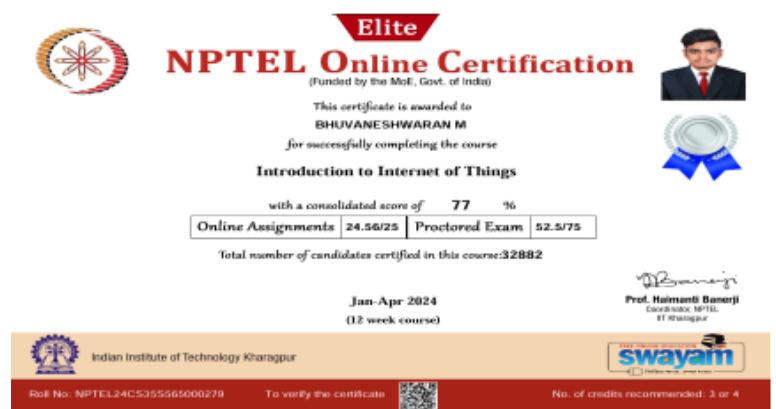 Elite
NPTEL Online Certification
(Funded by the MoE, Govt. of India)
This certificate is awarded to
BHUVANESHWARAN M
for successfully completing the course
Introduction to Internet of Things
with a consolidated score of 77 %
Online Assignments 24.56/25 Proctored Exam 52.5/75
Total number of candidates certified in this course:32882
Jan-Apr 2024
(12 week course)
Prof. Haimanti Banerji
Coordinator, NPTEL
IIT Kharagpur
Indian Institute of Technology Kharagpur
FREE ONLINE EDUCATION
swayam
Roll No: NPTEL24CS35S565000279 To verify the certificate No. of credits recommended: 3 or 4